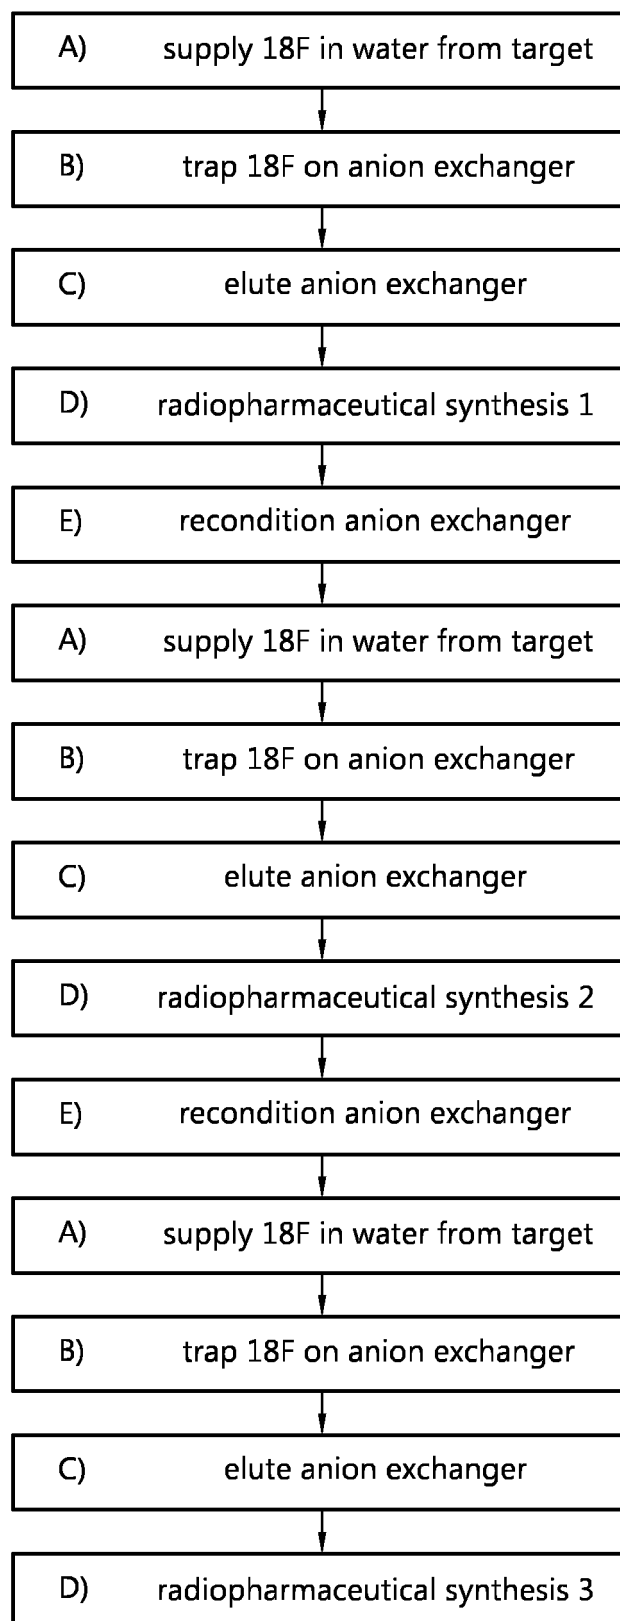 A) supply 18F in water from target
B) trap 18F on anion exchanger
C) elute anion exchanger
D) radiopharmaceutical synthesis 1
E) recondition anion exchanger
A) supply 18F in water from target
B) trap 18F on anion exchanger
C) elute anion exchanger
D) radiopharmaceutical synthesis 2
E) recondition anion exchanger
A) supply 18F in water from target
B) trap 18F on anion exchanger
C) elute anion exchanger
D) radiopharmaceutical synthesis 3